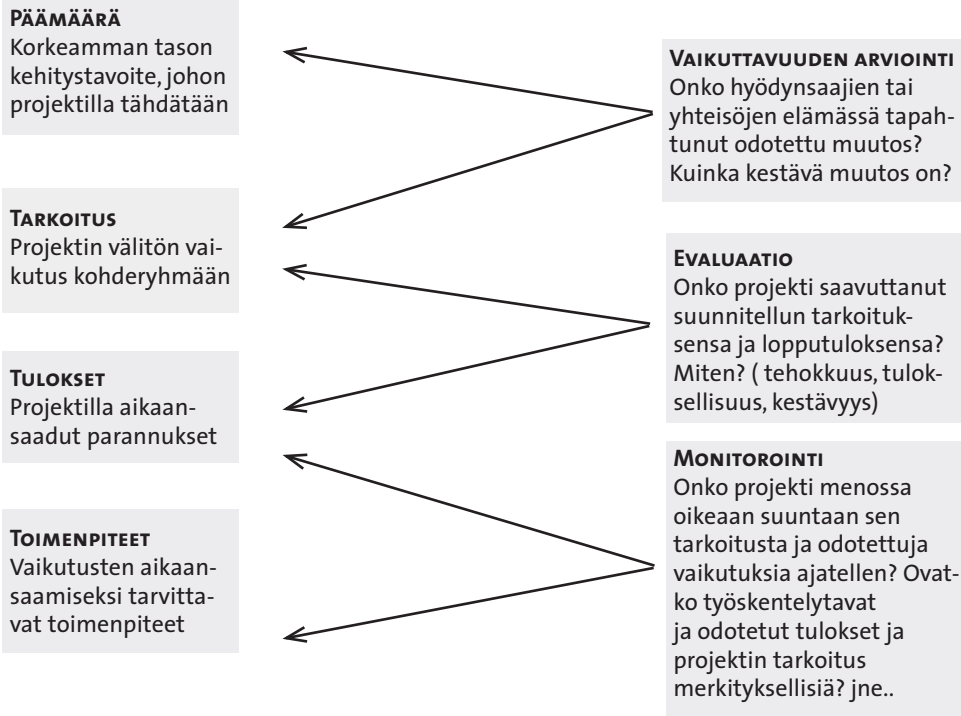 PÄÄMÄÄRÄ
Korkeamman tason
kehitystavoite, johon
projektilla tähdätään
TARKOITUS
Projektin välitön vai-
kutus kohderyhmään
TULOKSET
Projektilla aikaan-
saadut parannukset
TOIMENPITEET
Vaikutusten aikaan-
saamiseksi tarvitta-
vat toimenpiteet
VAIKUTTAVUUDEN ARVIOINTI
Onko hyödynsaajien tai
yhteisöjen elämässä tapah-
tunut odotettu muutos?
Kuinka kestävä muutos on?
EVALUAATIO
Onko projekti saavuttanut
suunnitellun tarkoituk-
sensa ja lopputuloksensa?
Miten? ( tehokkuus, tulok-
sellisuus, kestävyys)
MONITOROINTI
Onko projekti menossa
oikeaan suuntaan sen
tarkoitusta ja odotettuja
vaikutuksia ajatellen? Ovat-
ko työskentelytavat
ja odotetut tulokset ja
projektin tarkoitus
merkityksellisiä? jne..